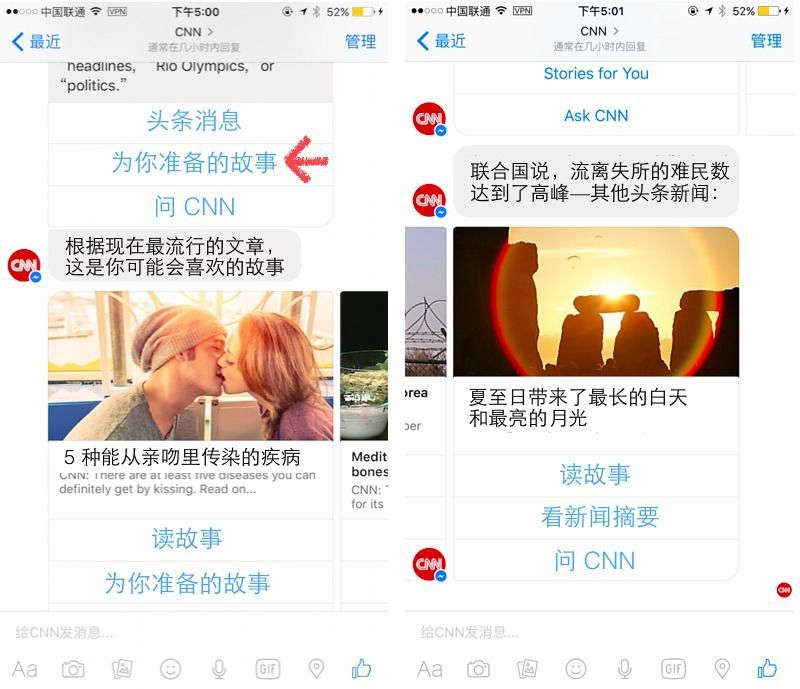 中国联通 VPN 下午5:00 52%
最近 CNN 管理
通常在几小时内回复
"headlines, "Rio Olympics," or
"politics."
头条消息
为你准备的故事
问 CNN
CNN
根据现在最流行的文章，
这是你可能会喜欢的故事
5 种能从亲吻里传染的疾病
CNN: There are at least five diseases you can
definitely get by kissing. Read on...
读故事
为你准备的故事
Medit
bones
CNN: T
for its
给CNN发消息...
Aa GIF
中国联通 VPN 下午5:01 52%
最近 CNN 管理
通常在几小时内回复
Stories for You
Ask CNN
CNN
联合国说，流离失所的难民数
达到了高峰—其他头条新闻：
CNN
orea
per
夏至日带来了最长的白天
和最亮的月光
读故事
看新闻摘要
问 CNN
CNN
CNN
给CNN发消息...
Aa GIF